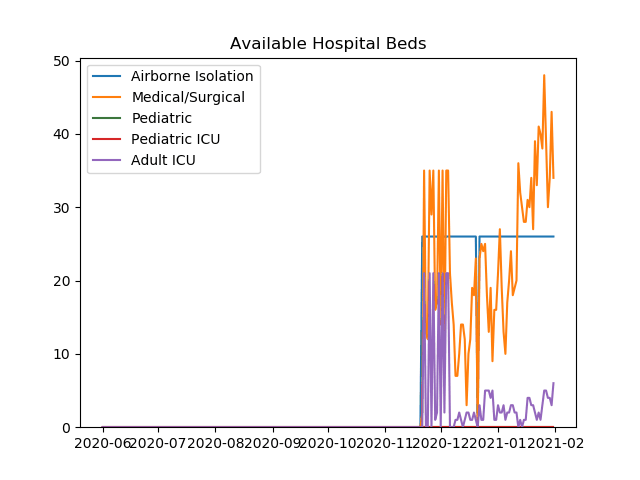 Available Hospital Beds
50
40
30
20
10
0
Airborne Isolation
Medical/Surgical
Pediatric
Pediatric ICU
Adult ICU
2020-06 2020-07 2020-08 2020-09 2020-10 2020-11 2020-12 2021-01 2021-02